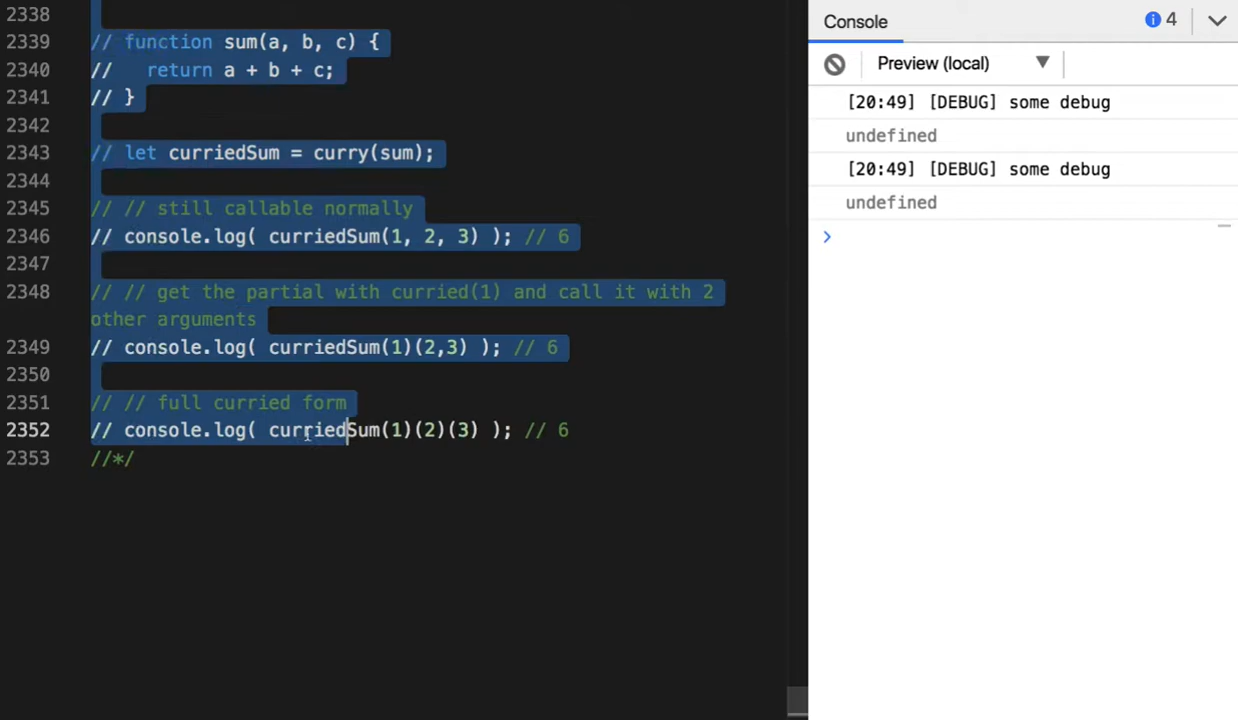 2338
2339 // function sum(a, b, c) {
2340 //   return a + b + c;
2341 // }
2342
2343 // let curriedSum = curry(sum);
2344
2345 // // still callable normally
2346 // console.log( curriedSum(1, 2, 3) ); // 6
2347
2348 // // get the partial with curried(1) and call it with 2
other arguments
2349 // console.log( curriedSum(1)(2,3) ); // 6
2350
2351 // // full curried form
2352 // console.log( curriedSum(1)(2)(3) ); // 6
2353 //*/
Console
4
Preview (local)
[20:49] [DEBUG] some debug
undefined
[20:49] [DEBUG] some debug
undefined